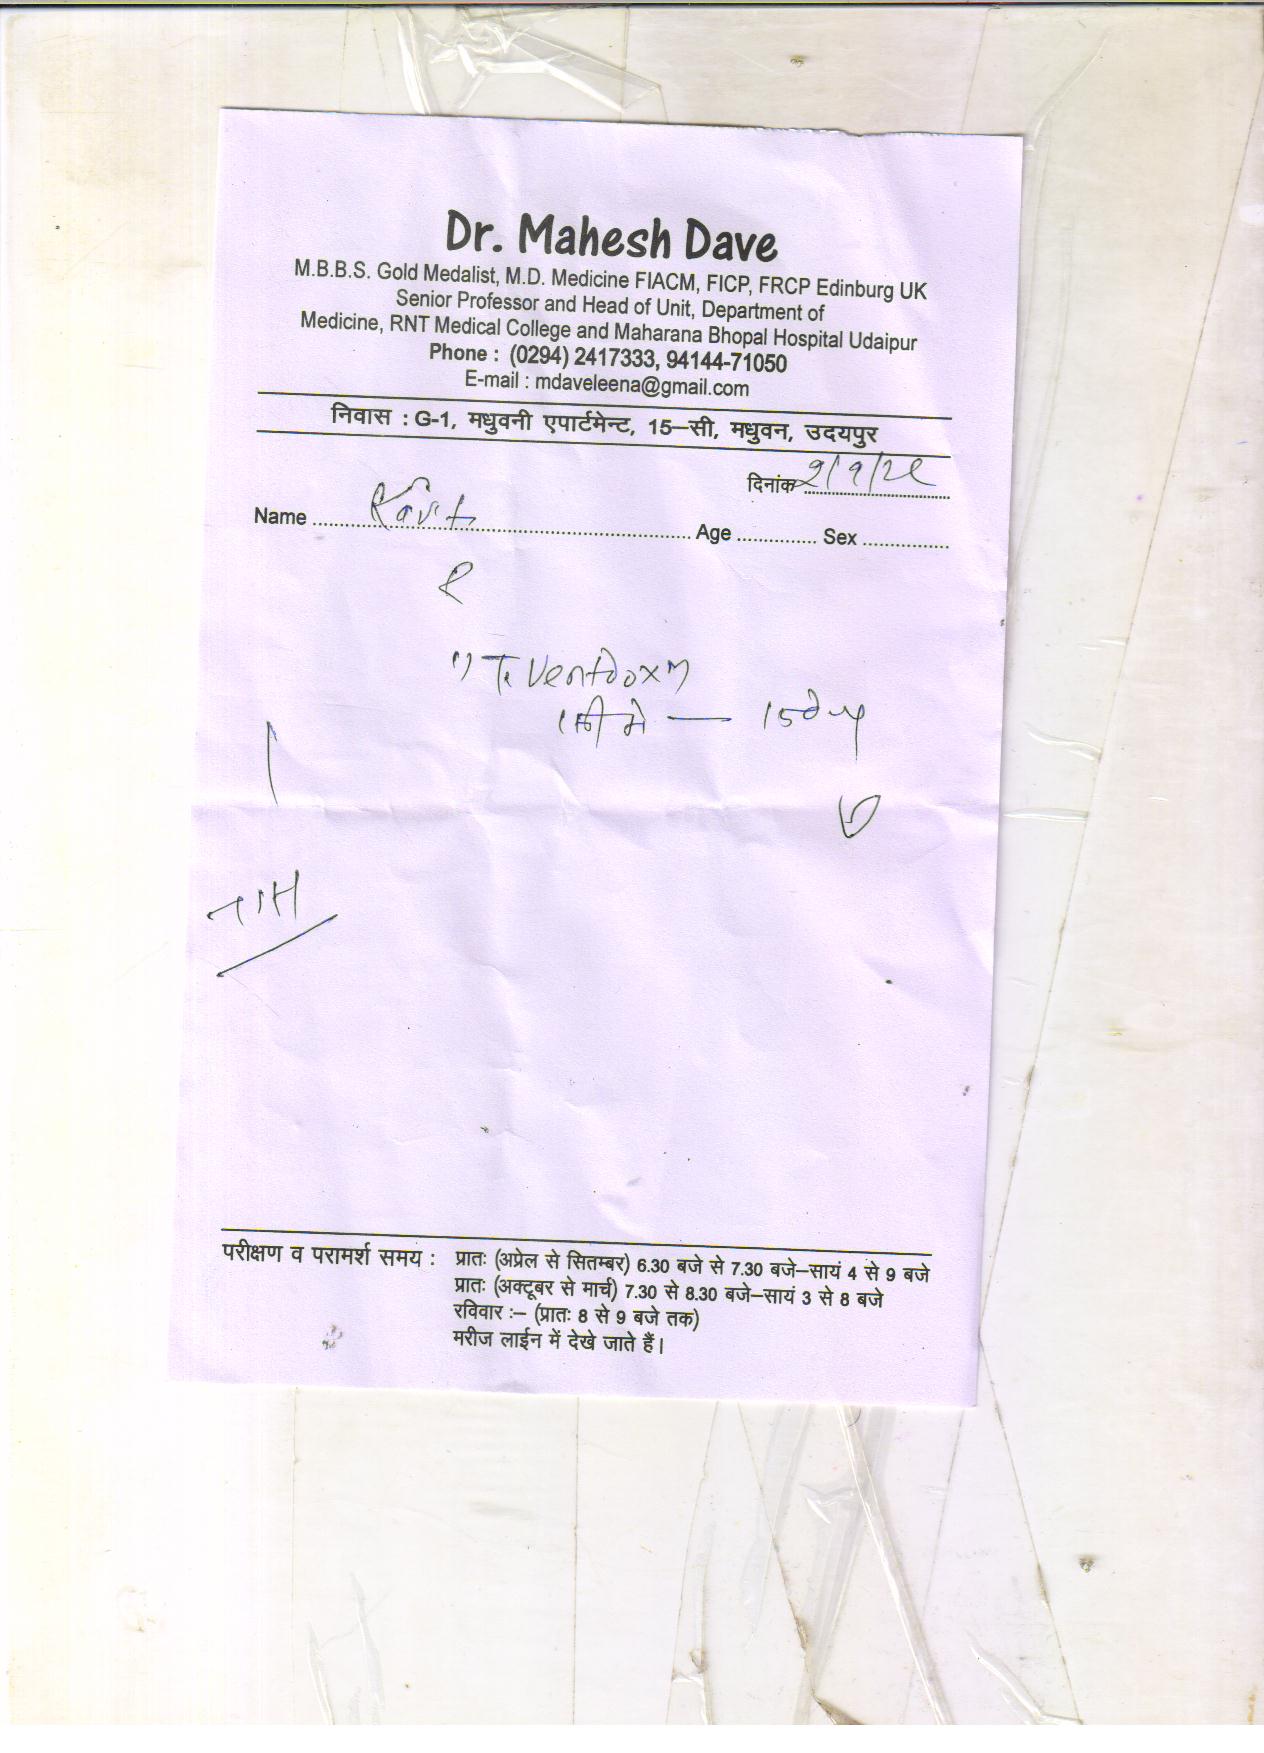 Dr. Mahesh Dave
M.B.B.S. Gold Medalist, M.D. Medicine FIACM, FICP, FRCP Edinburg UK
Senior Professor and Head of Unit, Department of
Medicine, RNT Medical College and Maharana Bhopal Hospital Udaipur
Phone : (0294) 2417333, 94144-71050
E-mail : mdaveleena@gmail.com
निवास : G-1, मधुवनी एपार्टमेन्ट, 15–सी, मधुवन, उदयपुर
दिनांक
Name Age Sex
परीक्षण व परामर्श समय : प्रातः (अप्रेल से सितम्बर) 6.30 बजे से 7.30 बजे–सायं 4 से 9 बजे
प्रातः (अक्टूबर से मार्च) 7.30 से 8.30 बजे–सायं 3 से 8 बजे
रविवार :– (प्रातः 8 से 9 बजे तक)
मरीज लाईन में देखे जाते हैं।